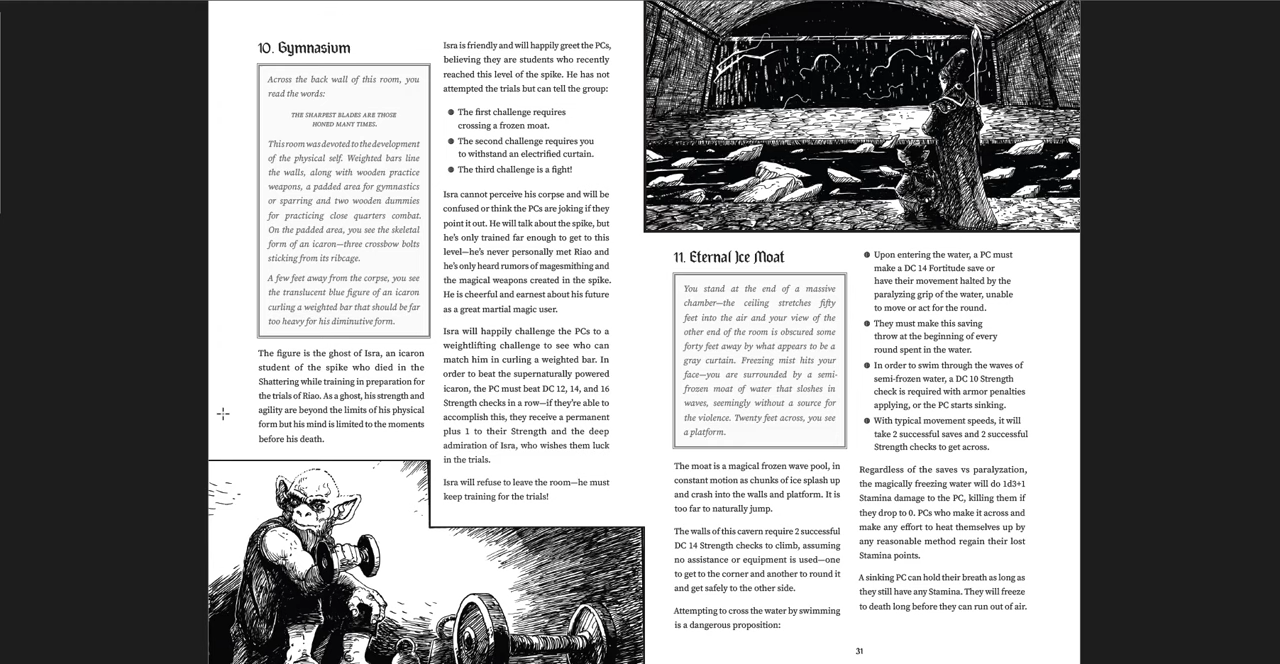 10. Gymnasium
Across the back wall of this room, you
read the words:
THE SHARPEST BLADES ARE THOSE
HONED MANY TIMES.
This room was devoted to the development
of the physical self. Weighted bars line
the walls, along with wooden practice
weapons, a padded area for gymnastics
or sparring and two wooden dummies
for practicing close quarters combat.
On the padded area, you see the skeletal
form of an icaron—three crossbow bolts
sticking from its ribcage.
A few feet away from the corpse, you see
the translucent blue figure of an icaron
curling a weighted bar that should be far
too heavy for his diminutive form.
The figure is the ghost of Isra, an icaron
student of the spike who died in the
Shattering while training in preparation for
the trials of Riao. As a ghost, his strength and
agility are beyond the limits of his physical
form but his mind is limited to the moments
before his death.
Isra is friendly and will happily greet the PCs,
believing they are students who recently
reached this level of the spike. He has not
attempted the trials but can tell the group:
The first challenge requires
crossing a frozen moat.
The second challenge requires you
to withstand an electrified curtain.
The third challenge is a fight!
Isra cannot perceive his corpse and will be
confused or think the PCs are joking if they
point it out. He will talk about the spike, but
he's only trained far enough to get to this
level—he's never personally met Riao and
he's only heard rumors of magesmithing and
the magical weapons created in the spike.
He is cheerful and earnest about his future
as a great martial magic user.
Isra will happily challenge the PCs to a
weightlifting challenge to see who can
match him in curling a weighted bar. In
order to beat the supernaturally powered
icaron, the PC must beat DC 12, 14, and 16
Strength checks in a row—if they're able to
accomplish this, they receive a permanent
plus 1 to their Strength and the deep
admiration of Isra, who wishes them luck
in the trials.
Isra will refuse to leave the room—he must
keep training for the trials!
11. Eternal Ice Moat
You stand at the end of a massive
chamber—the ceiling stretches fifty
feet into the air and your view of the
other end of the room is obscured some
forty feet away by what appears to be a
gray curtain. Freezing mist hits your
face—you are surrounded by a semi-
frozen moat of water that sloshes in
waves, seemingly without a source for
the violence. Twenty feet across, you see
a platform.
The moat is a magical frozen wave pool, in
constant motion as chunks of ice splash up
and crash into the walls and platform. It is
too far to naturally jump.
The walls of this cavern require 2 successful
DC 14 Strength checks to climb, assuming
no assistance or equipment is used—one
to get to the corner and another to round it
and get safely to the other side.
Attempting to cross the water by swimming
is a dangerous proposition:
Upon entering the water, a PC must
make a DC 14 Fortitude save or
have their movement halted by the
paralyzing grip of the water, unable
to move or act for the round.
They must make this saving
throw at the beginning of every
round spent in the water.
In order to swim through the waves of
semi-frozen water, a DC 10 Strength
check is required with armor penalties
applying, or the PC starts sinking.
With typical movement speeds, it will
take 2 successful saves and 2 successful
Strength checks to get across.
Regardless of the saves vs paralyzation,
the magically freezing water will do 1d3+1
Stamina damage to the PC, killing them if
they drop to 0. PCs who make it across and
make any effort to heat themselves up by
any reasonable method regain their lost
Stamina points.
A sinking PC can hold their breath as long as
they still have any Stamina. They will freeze
to death long before they can run out of air.
31